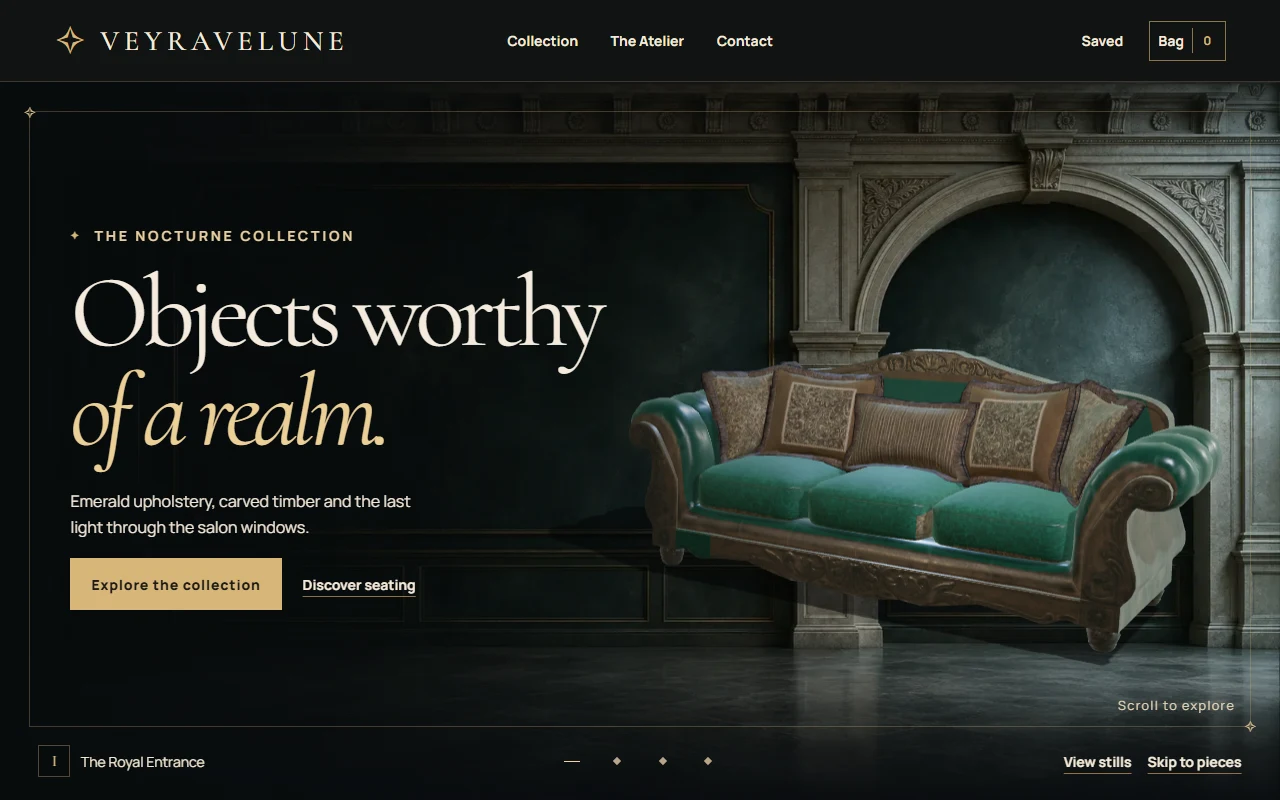 VEYRAVELUNE
Collection
The Atelier
Contact
Saved
Bag
0
THE NOCTURNE COLLECTION
Objects worthy
of a realm.
Emerald upholstery, carved timber and the last
light through the salon windows.
Explore the collection
Discover seating
Scroll to explore
I
The Royal Entrance
View stills
Skip to pieces